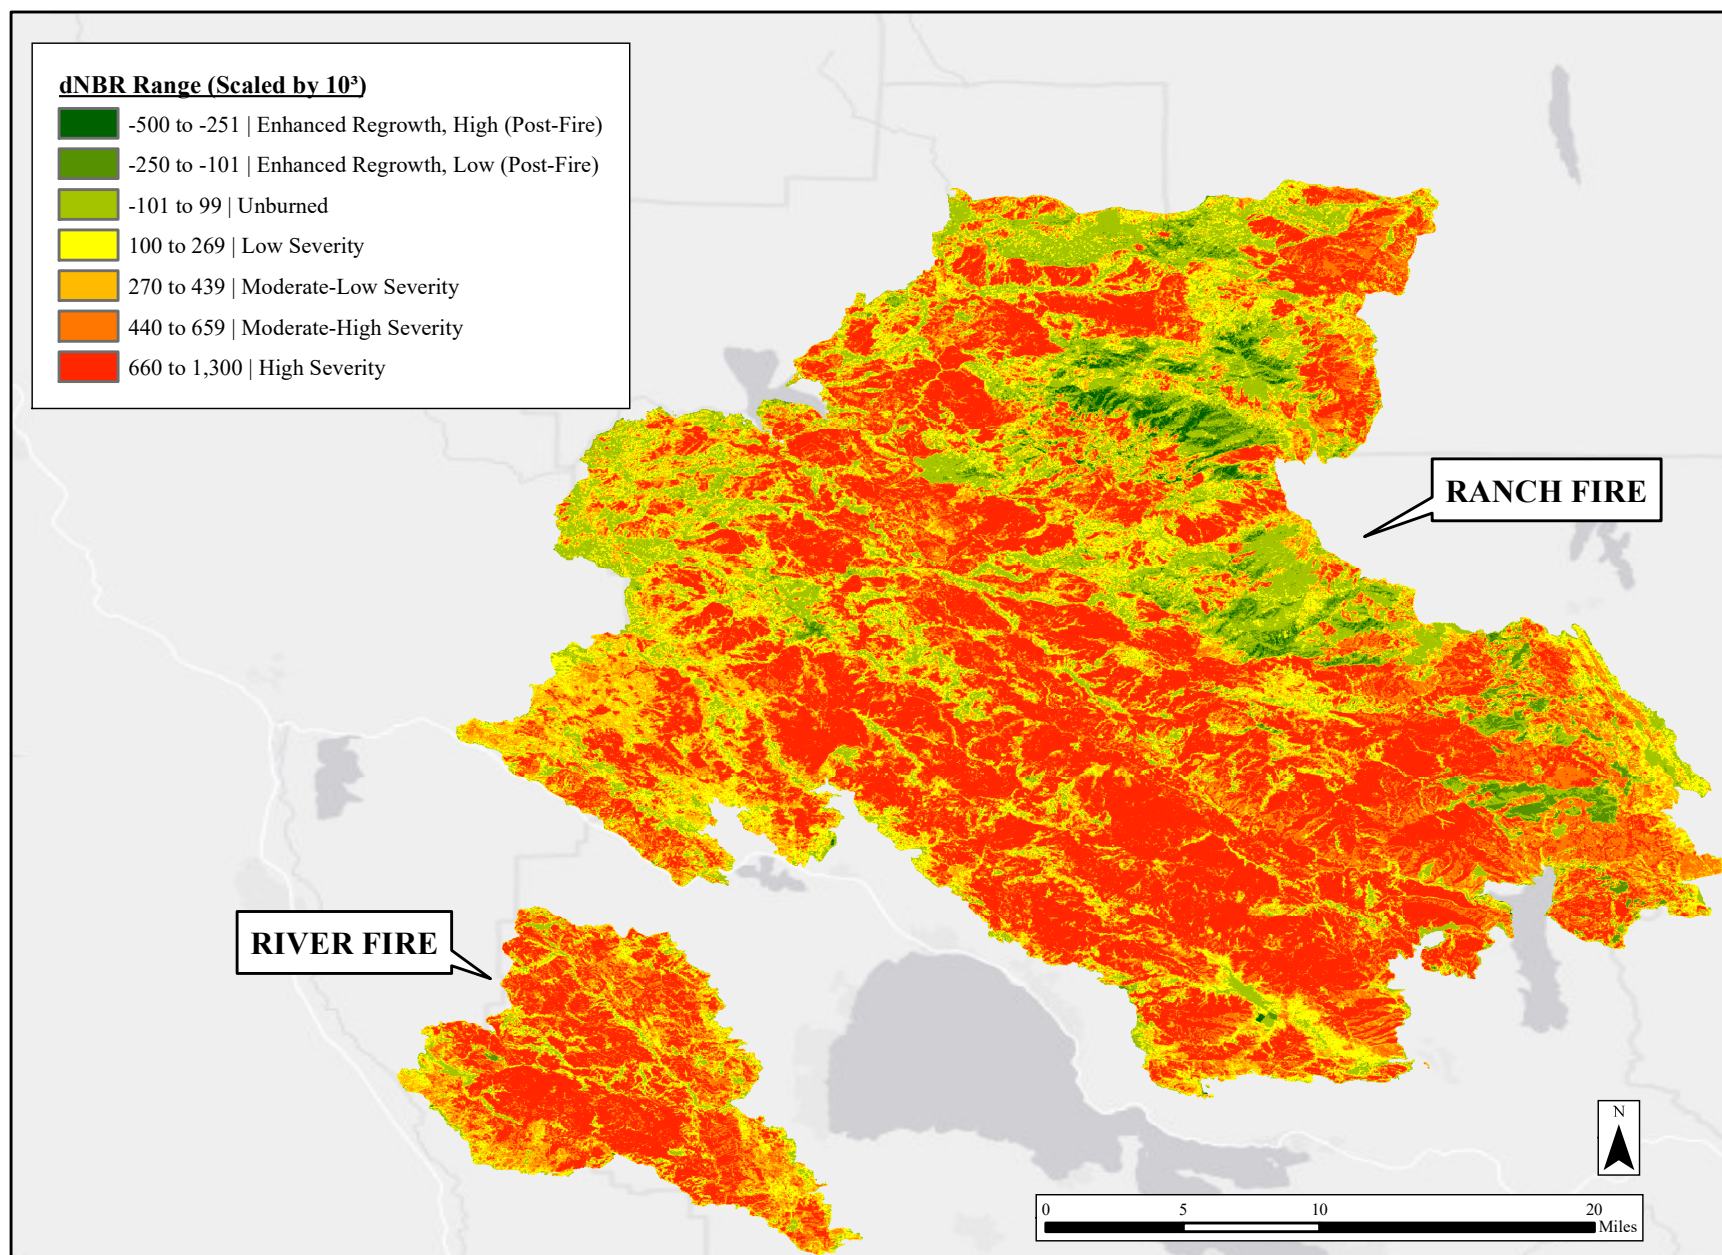 dNBR Range (Scaled by 10³)
-500 to -251 | Enhanced Regrowth, High (Post-Fire)
-250 to -101 | Enhanced Regrowth, Low (Post-Fire)
-101 to 99 | Unburned
100 to 269 | Low Severity
270 to 439 | Moderate-Low Severity
440 to 659 | Moderate-High Severity
660 to 1,300 | High Severity
RANCH FIRE
RIVER FIRE
N
0 5 10 20
Miles